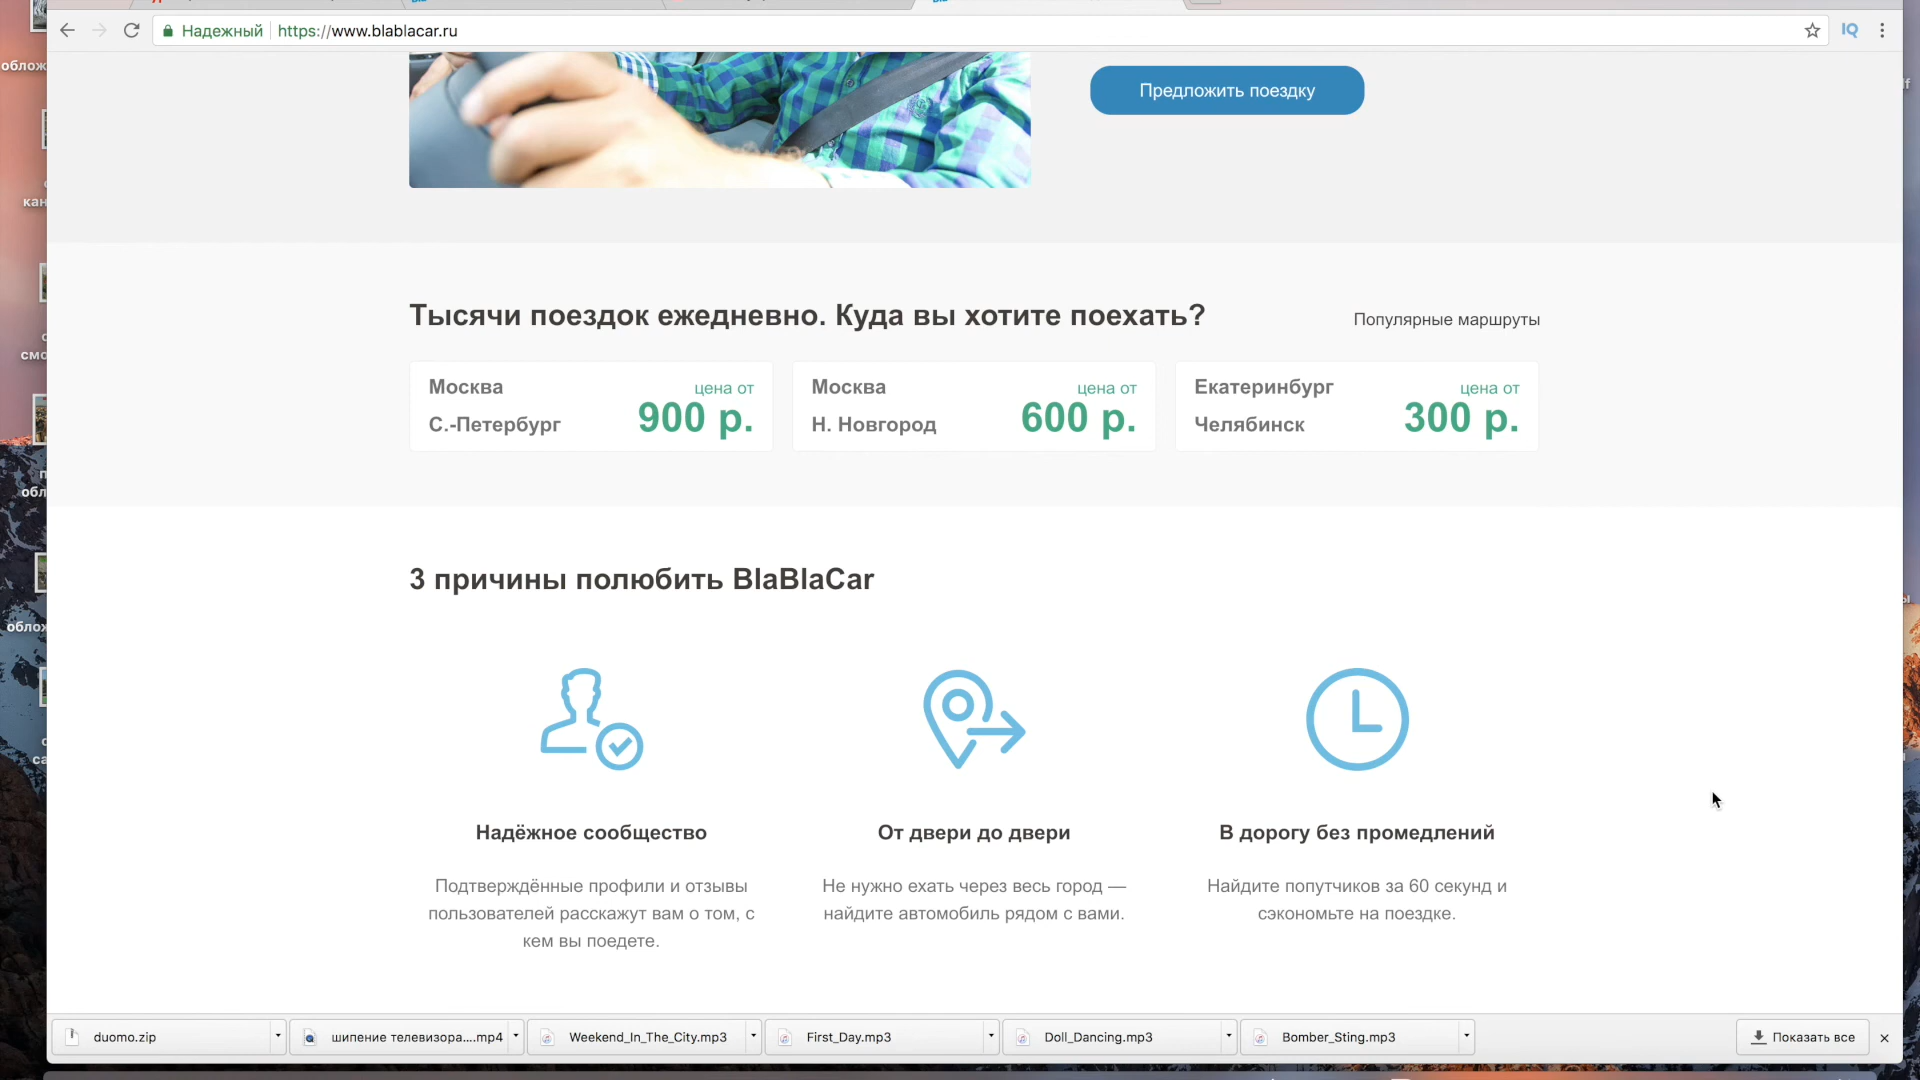 Надежный
https://www.blablacar.ru
IQ
Предложить поездку
Тысячи поездок ежедневно. Куда вы хотите поехать?
Популярные маршруты
Москва
С.-Петербург
цена от
900 р.
Москва
Н. Новгород
цена от
600 р.
Екатеринбург
Челябинск
цена от
300 р.
3 причины полюбить BlaBlaCar
Надёжное сообщество
Подтверждённые профили и отзывы
пользователей расскажут вам о том, с
кем вы поедете.
От двери до двери
Не нужно ехать через весь город —
найдите автомобиль рядом с вами.
В дорогу без промедлений
Найдите попутчиков за 60 секунд и
сэкономьте на поездке.
duomo.zip
шипение телевизора....mp4
Weekend_In_The_City.mp3
First_Day.mp3
Doll_Dancing.mp3
Bomber_Sting.mp3
Показать все